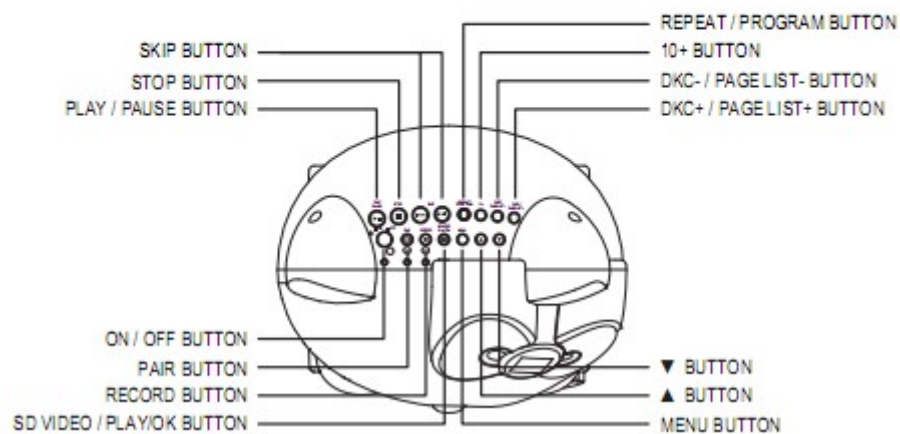 REPEAT / PROGRAM BUTTON
SKIP BUTTON
10+ BUTTON
STOP BUTTON
DKC- / PAGE LIST- BUTTON
PLAY / PAUSE BUTTON
DKC+ / PAGE LIST+ BUTTON
ON / OFF BUTTON
PAIR BUTTON
▼ BUTTON
RECORD BUTTON
▲ BUTTON
SD VIDEO / PLAY/OK BUTTON
MENU BUTTON